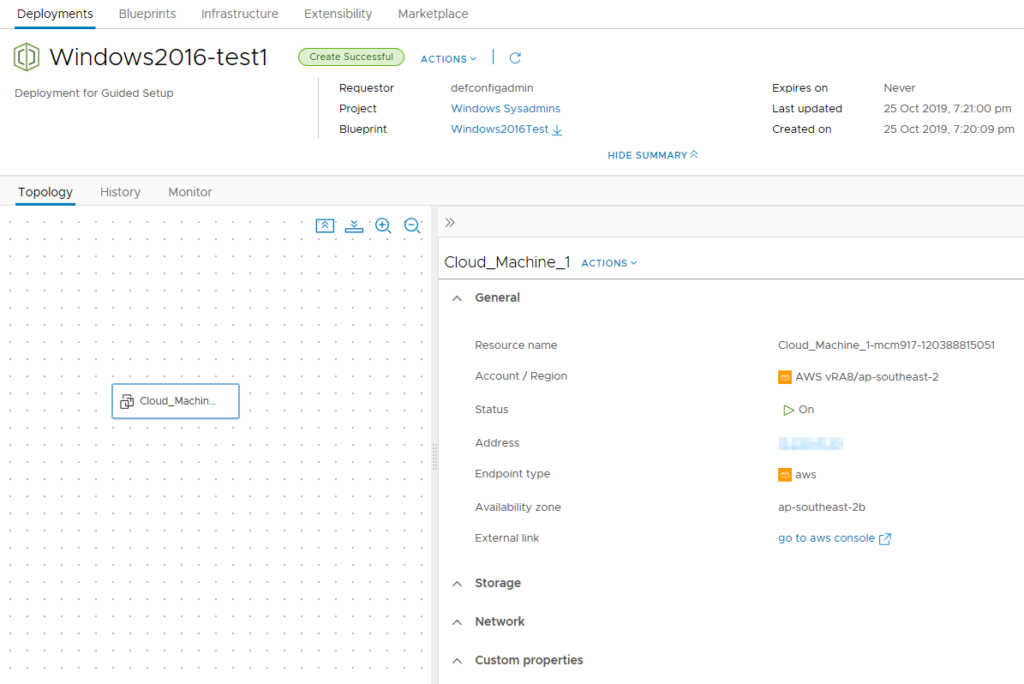 Deployments Blueprints Infrastructure Extensibility Marketplace
Windows2016-test1 Create Successful ACTIONS
Deployment for Guided Setup
Requestor defconfigadmin Expires on Never
Project Windows Sysadmins Last updated 25 Oct 2019, 7:21:00 pm
Blueprint Windows2016Test Created on 25 Oct 2019, 7:20:09 pm
HIDE SUMMARY
Topology History Monitor
Cloud_Machin...
Cloud_Machine_1 ACTIONS
General
Resource name Cloud_Machine_1-mcm917-120388815051
Account / Region AWS vRA8/ap-southeast-2
Status On
Address
Endpoint type aws
Availability zone ap-southeast-2b
External link go to aws console
Storage
Network
Custom properties